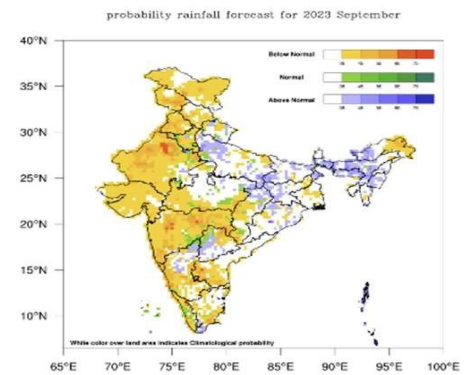 probability rainfall forecast for 2023 September
40°N
35°N
30°N
25°N
20°N
15°N
10°N
Below Normal
Normal
Above Normal
White color over land area indicates Climatological probability
65°E 70°E 75°E 80°E 85°E 90°E 95°E 100°E